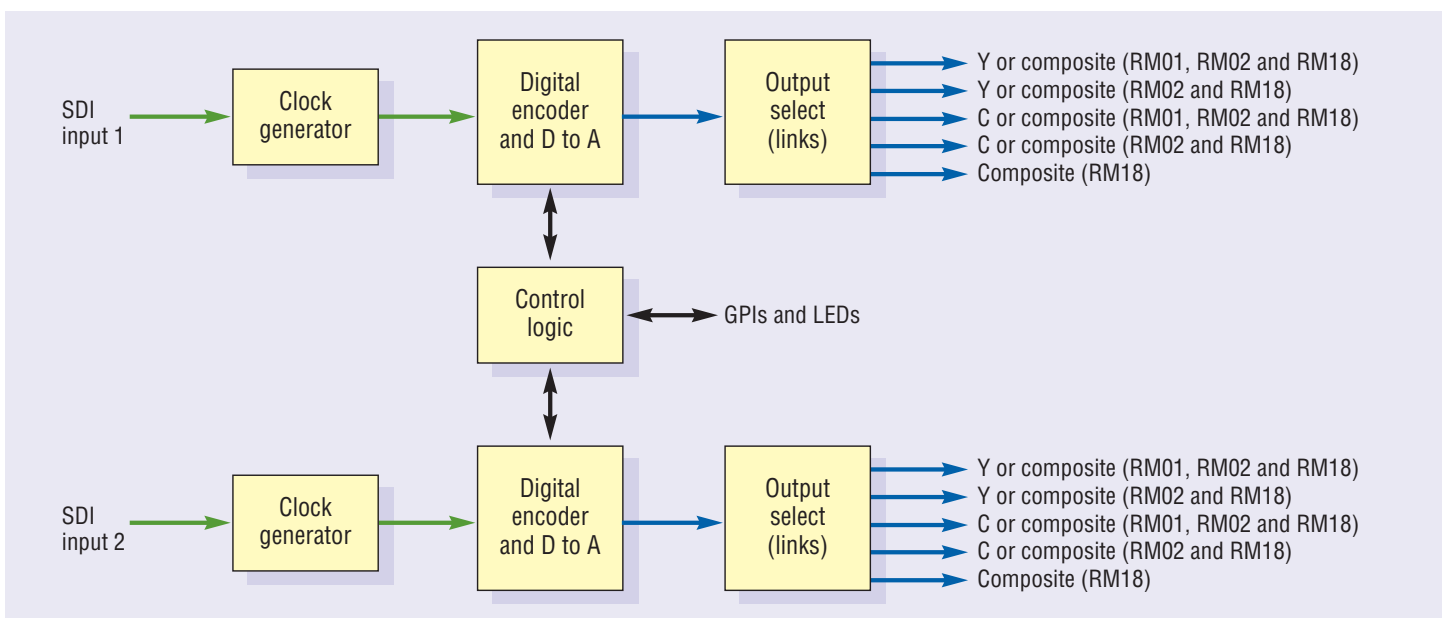 SDI
input 1
Clock
generator
Digital
encoder
and D to A
Output
select
(links)
Y or composite (RM01, RM02 and RM18)
Y or composite (RM02 and RM18)
C or composite (RM01, RM02 and RM18)
C or composite (RM02 and RM18)
Composite (RM18)
Control
logic
GPIs and LEDs
SDI
input 2
Clock
generator
Digital
encoder
and D to A
Output
select
(links)
Y or composite (RM01, RM02 and RM18)
Y or composite (RM02 and RM18)
C or composite (RM01, RM02 and RM18)
C or composite (RM02 and RM18)
Composite (RM18)